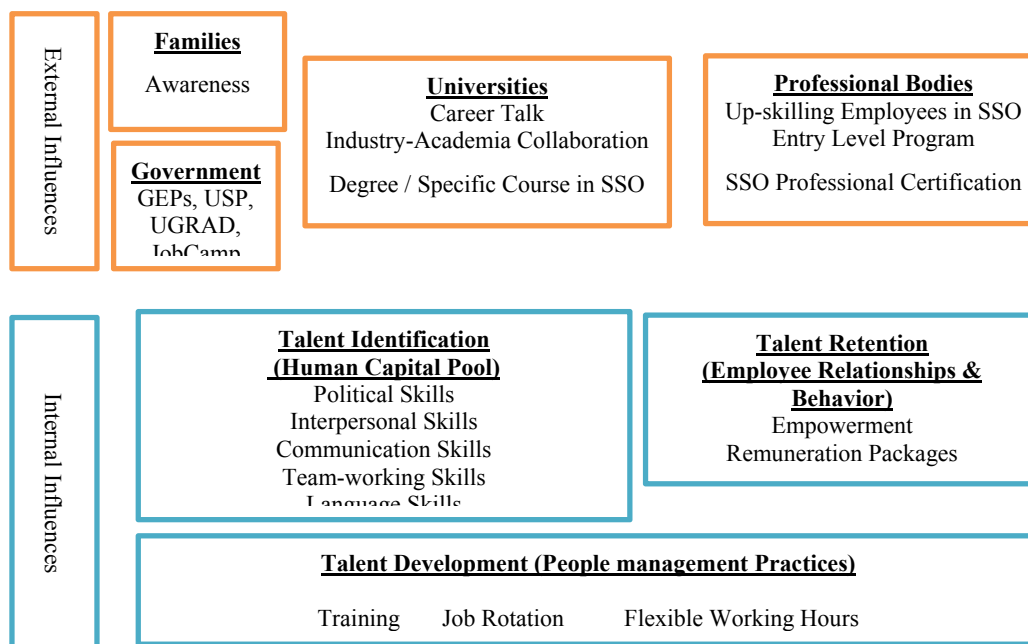 External Influences
Families
Awareness
Government
GEPs, USP,
UGRAD,
JobCamp
Universities
Career Talk
Industry-Academia Collaboration
Degree / Specific Course in SSO
Professional Bodies
Up-skilling Employees in SSO
Entry Level Program
SSO Professional Certification
Internal Influences
Talent Identification
(Human Capital Pool)
Political Skills
Interpersonal Skills
Communication Skills
Team-working Skills
Language Skills
Talent Retention
(Employee Relationships &
Behavior)
Empowerment
Remuneration Packages
Talent Development (People management Practices)
Training Job Rotation Flexible Working Hours